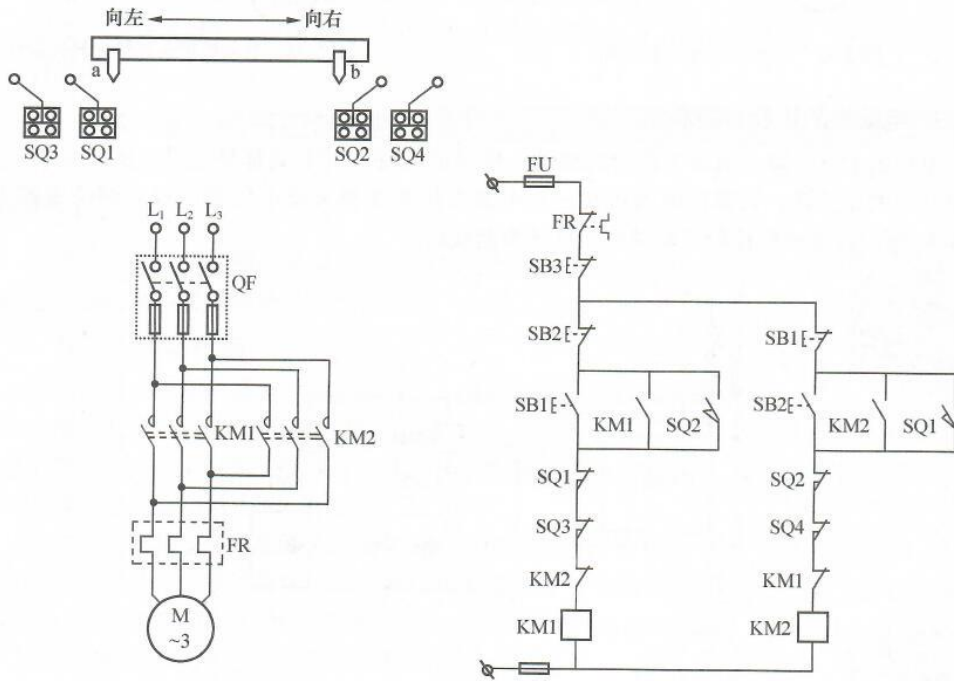 向左 向右
a b
SQ3 SQ1 SQ2 SQ4
L₁ L₂ L₃
QF
KM1 KM2
FR
M
~3
FU
FR
SB3
SB2 SB1
SB1 KM1 SQ2 SB2 KM2 SQ1
SQ1 SQ2
SQ3 SQ4
KM2 KM1
KM1 KM2